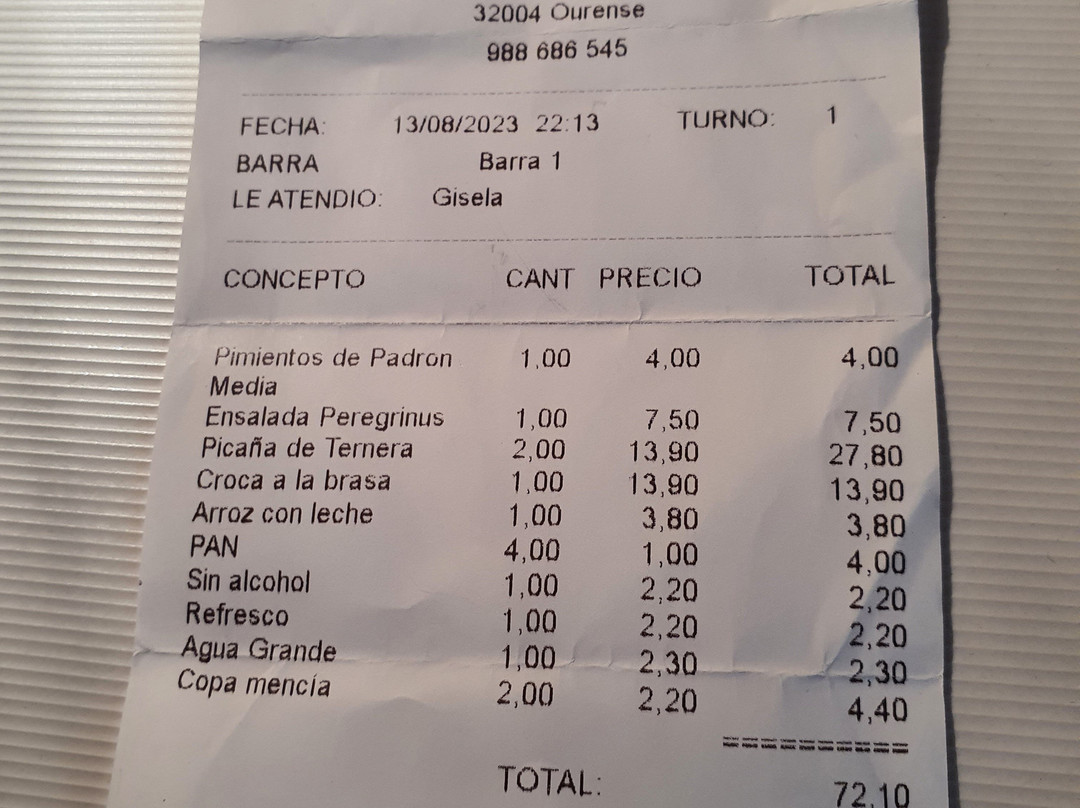 32004 Ourense
988 686 545
FECHA: 13/08/2023 22:13 TURNO: 1
BARRA Barra 1
LE ATENDIO: Gisela
CONCEPTO CANT PRECIO TOTAL
Pimientos de Padron 1,00 4,00 4,00
Media
Ensalada Peregrinus 1,00 7,50 7,50
Picaña de Ternera 2,00 13,90 27,80
Croca a la brasa 1,00 13,90 13,90
Arroz con leche 1,00 3,80 3,80
PAN 4,00 1,00 4,00
Sin alcohol 1,00 2,20 2,20
Refresco 1,00 2,20 2,20
Agua Grande 1,00 2,30 2,30
Copa mencía 2,00 2,20 4,40
==========
TOTAL: 72,10